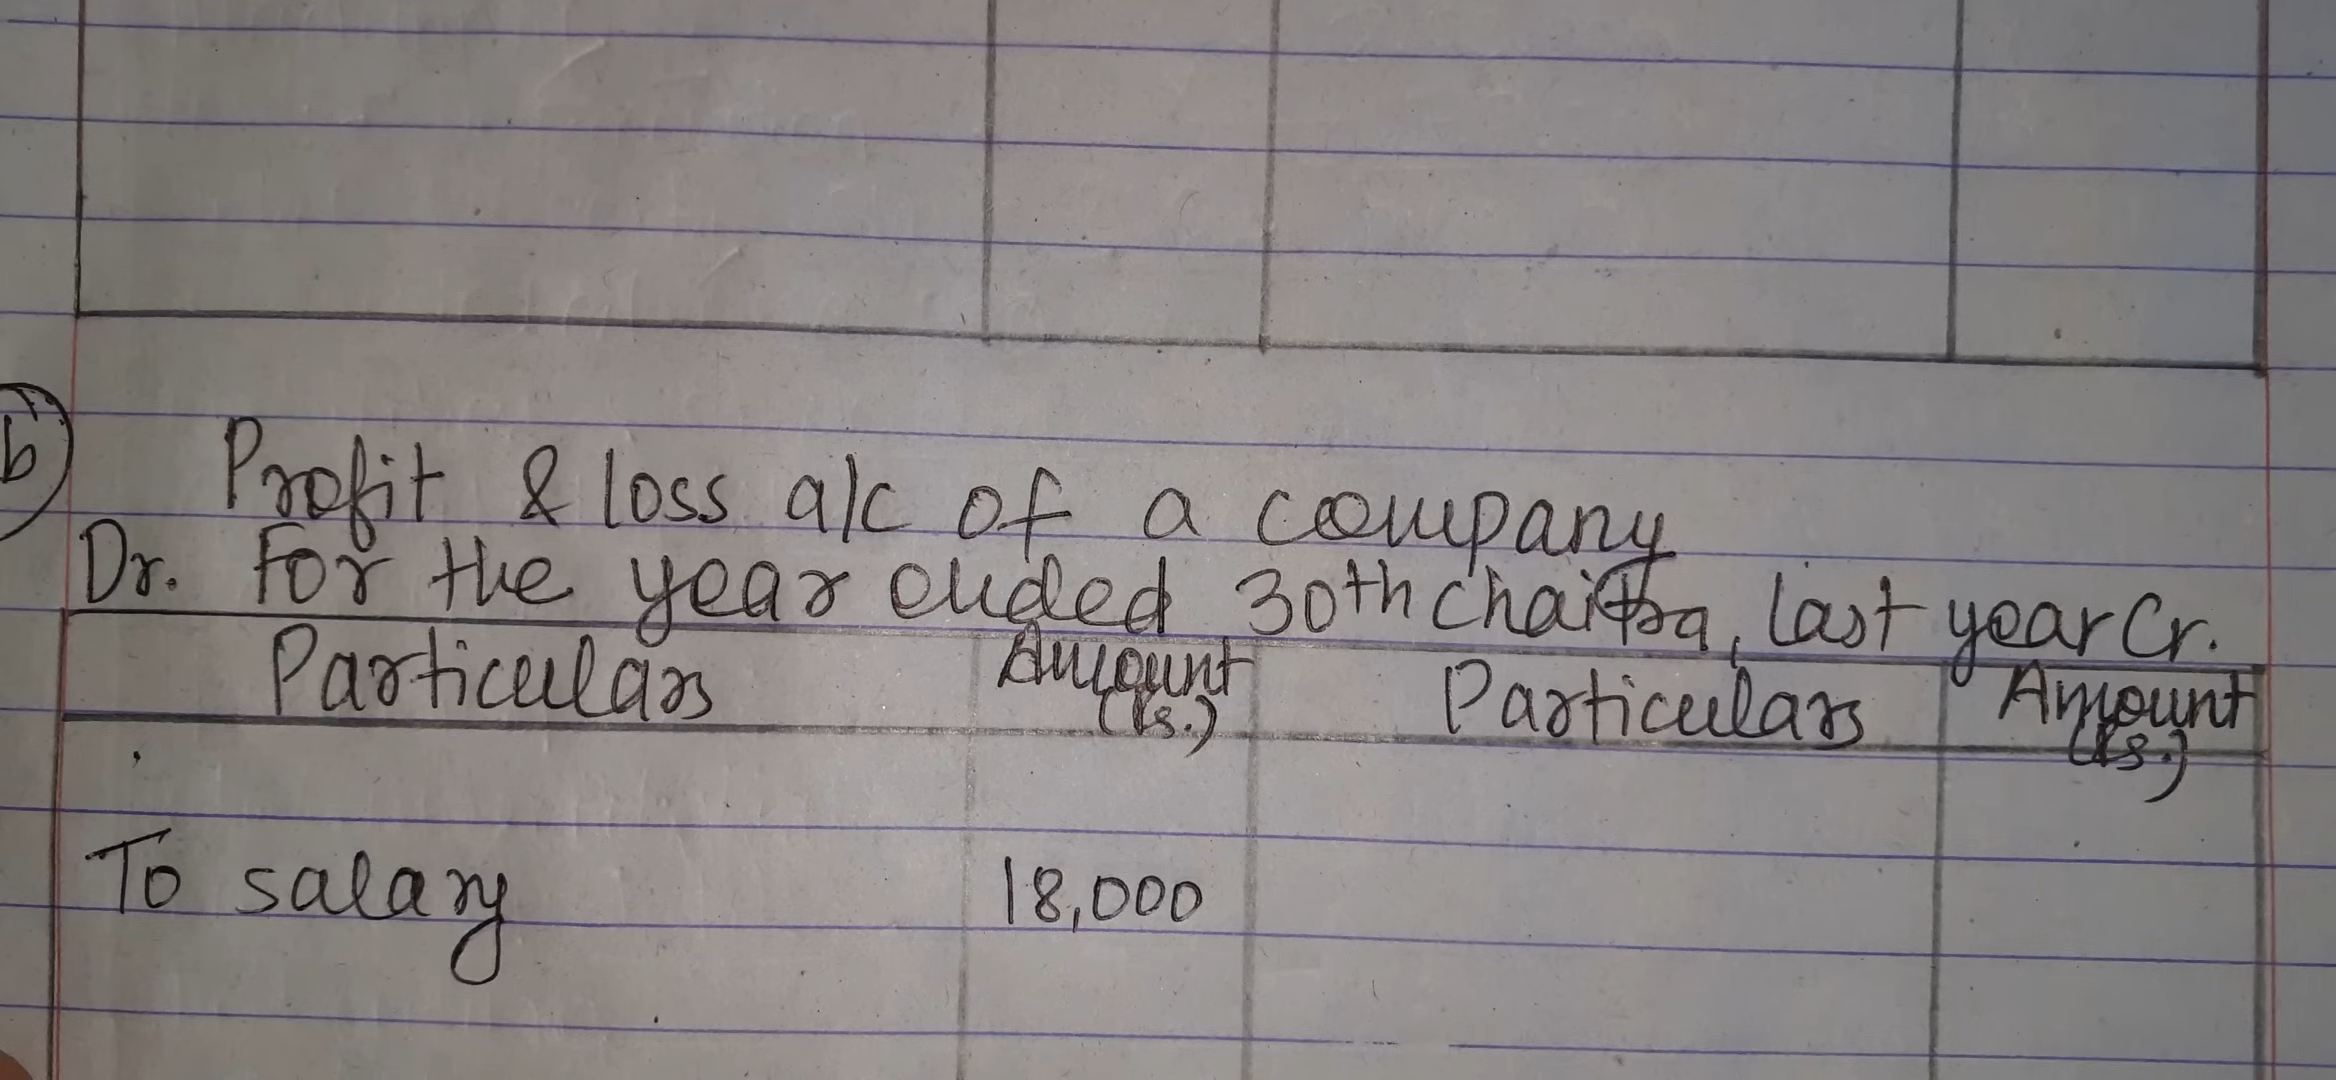 b
Profit & loss a/c of a company
Dr. For the year ended 30th Chaitra, last year Cr.
Particulars Amount (Rs.) Particulars Amount (Rs.)
To salary 18,000